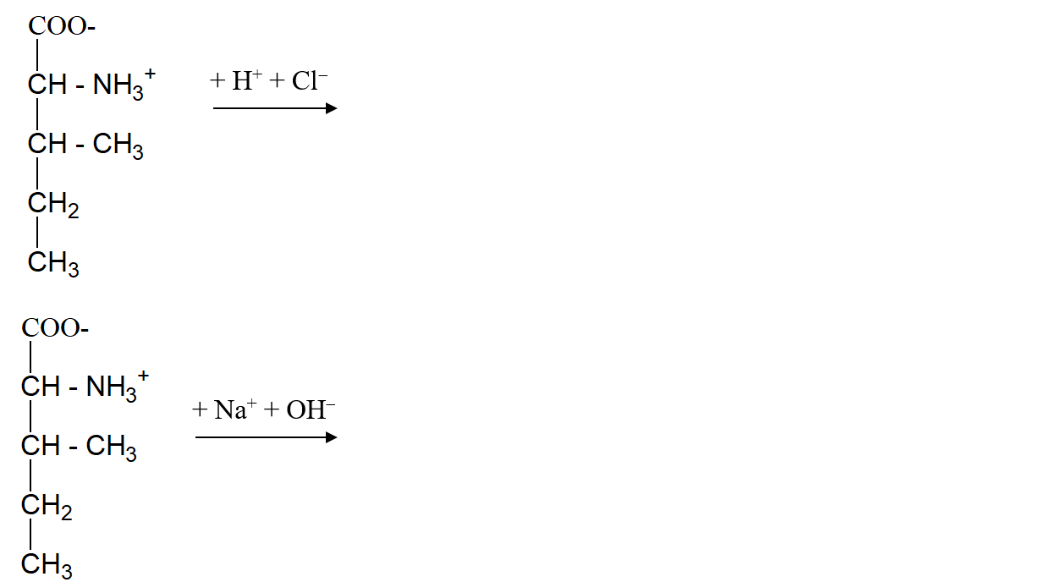 COO-
CH - NH₃⁺
+ H⁺ + Cl⁻
CH - CH₃
CH₂
CH₃
COO-
CH - NH₃⁺
+ Na⁺ + OH⁻
CH - CH₃
CH₂
CH₃